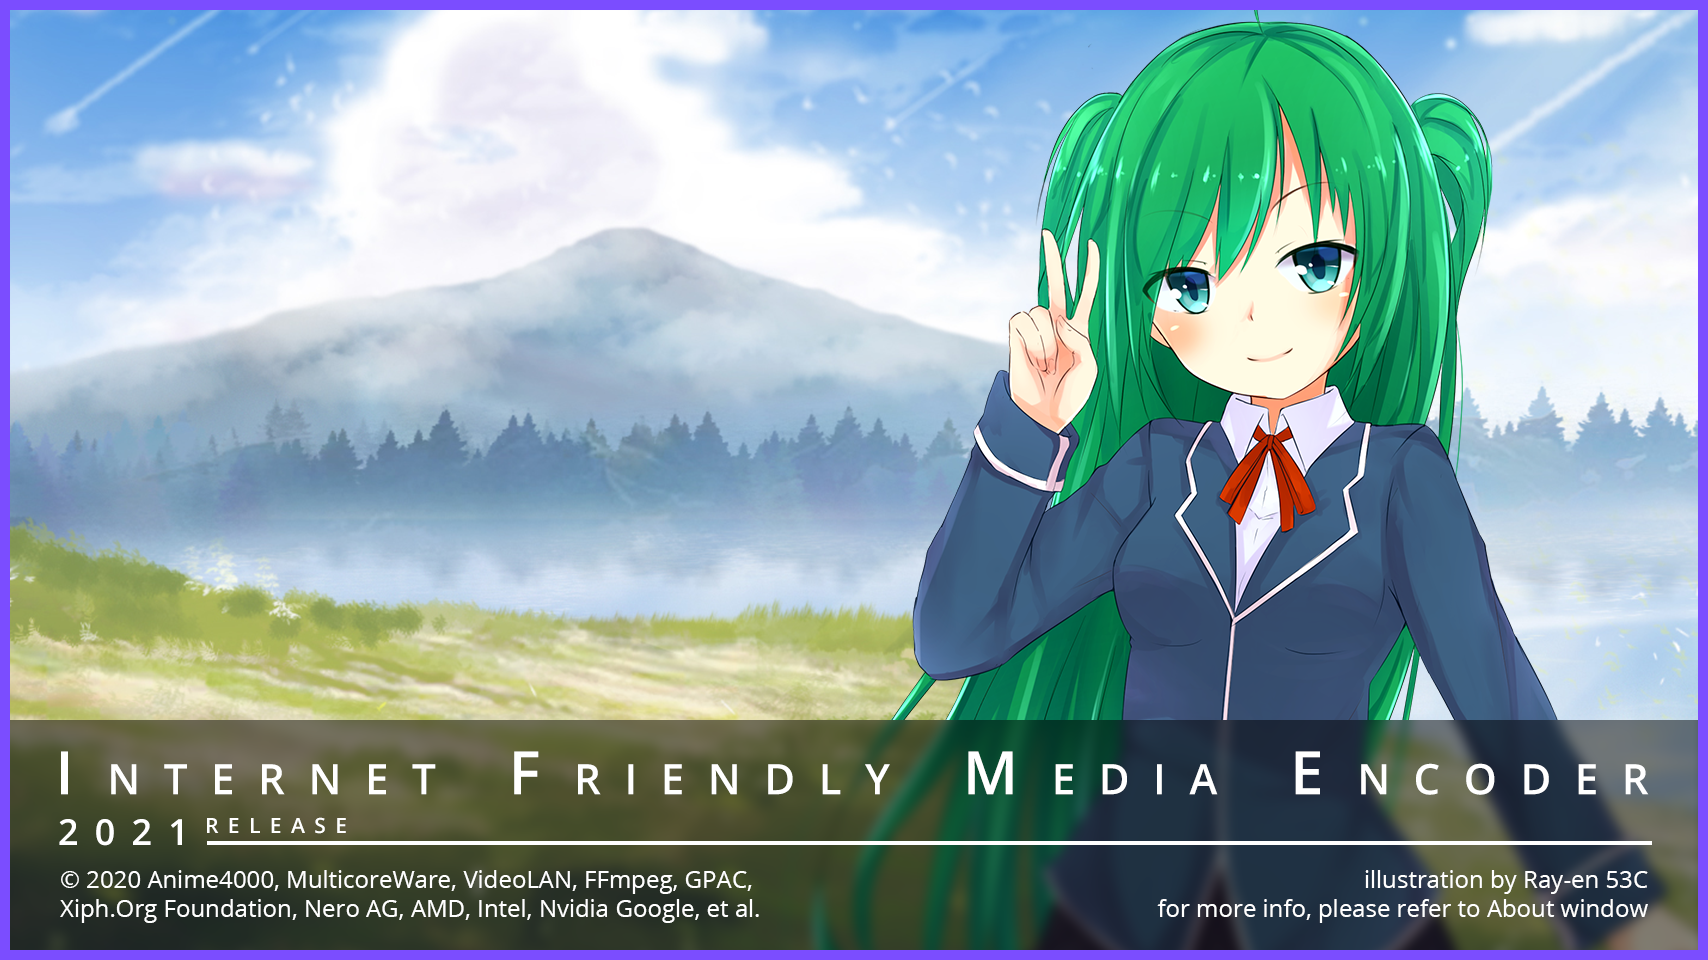 Internet Friendly Media Encoder
2021 RELEASE
© 2020 Anime4000, MulticoreWare, VideoLAN, FFmpeg, GPAC,
Xiph.Org Foundation, Nero AG, AMD, Intel, Nvidia Google, et al.
illustration by Ray-en 53C
for more info, please refer to About window